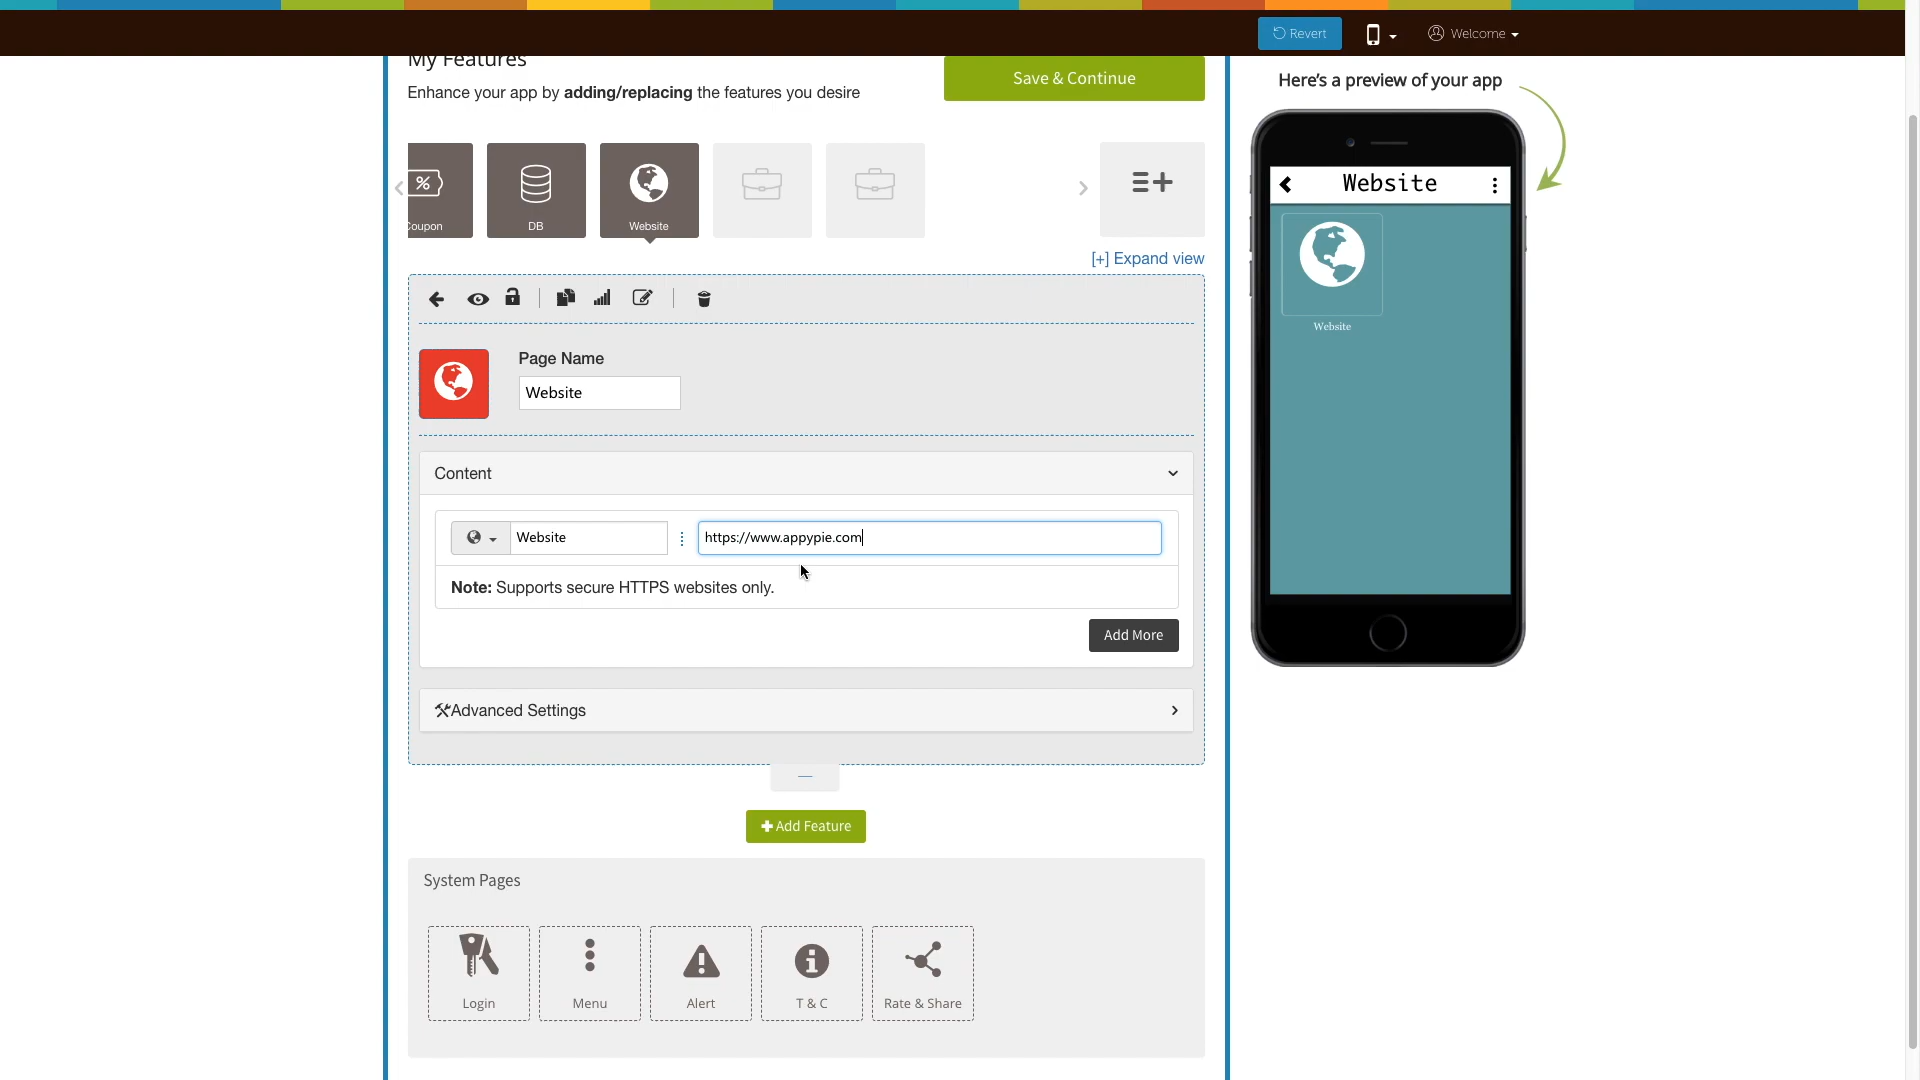 Revert
Welcome
My Features
Enhance your app by adding/replacing the features you desire
Save & Continue
Here's a preview of your app
%
Coupon
DB
Website
[+] Expand view
Website
Website
Page Name
Website
Content
Website
https://www.appypie.com
Note: Supports secure HTTPS websites only.
Add More
Advanced Settings
Add Feature
System Pages
Login
Menu
Alert
T & C
Rate & Share